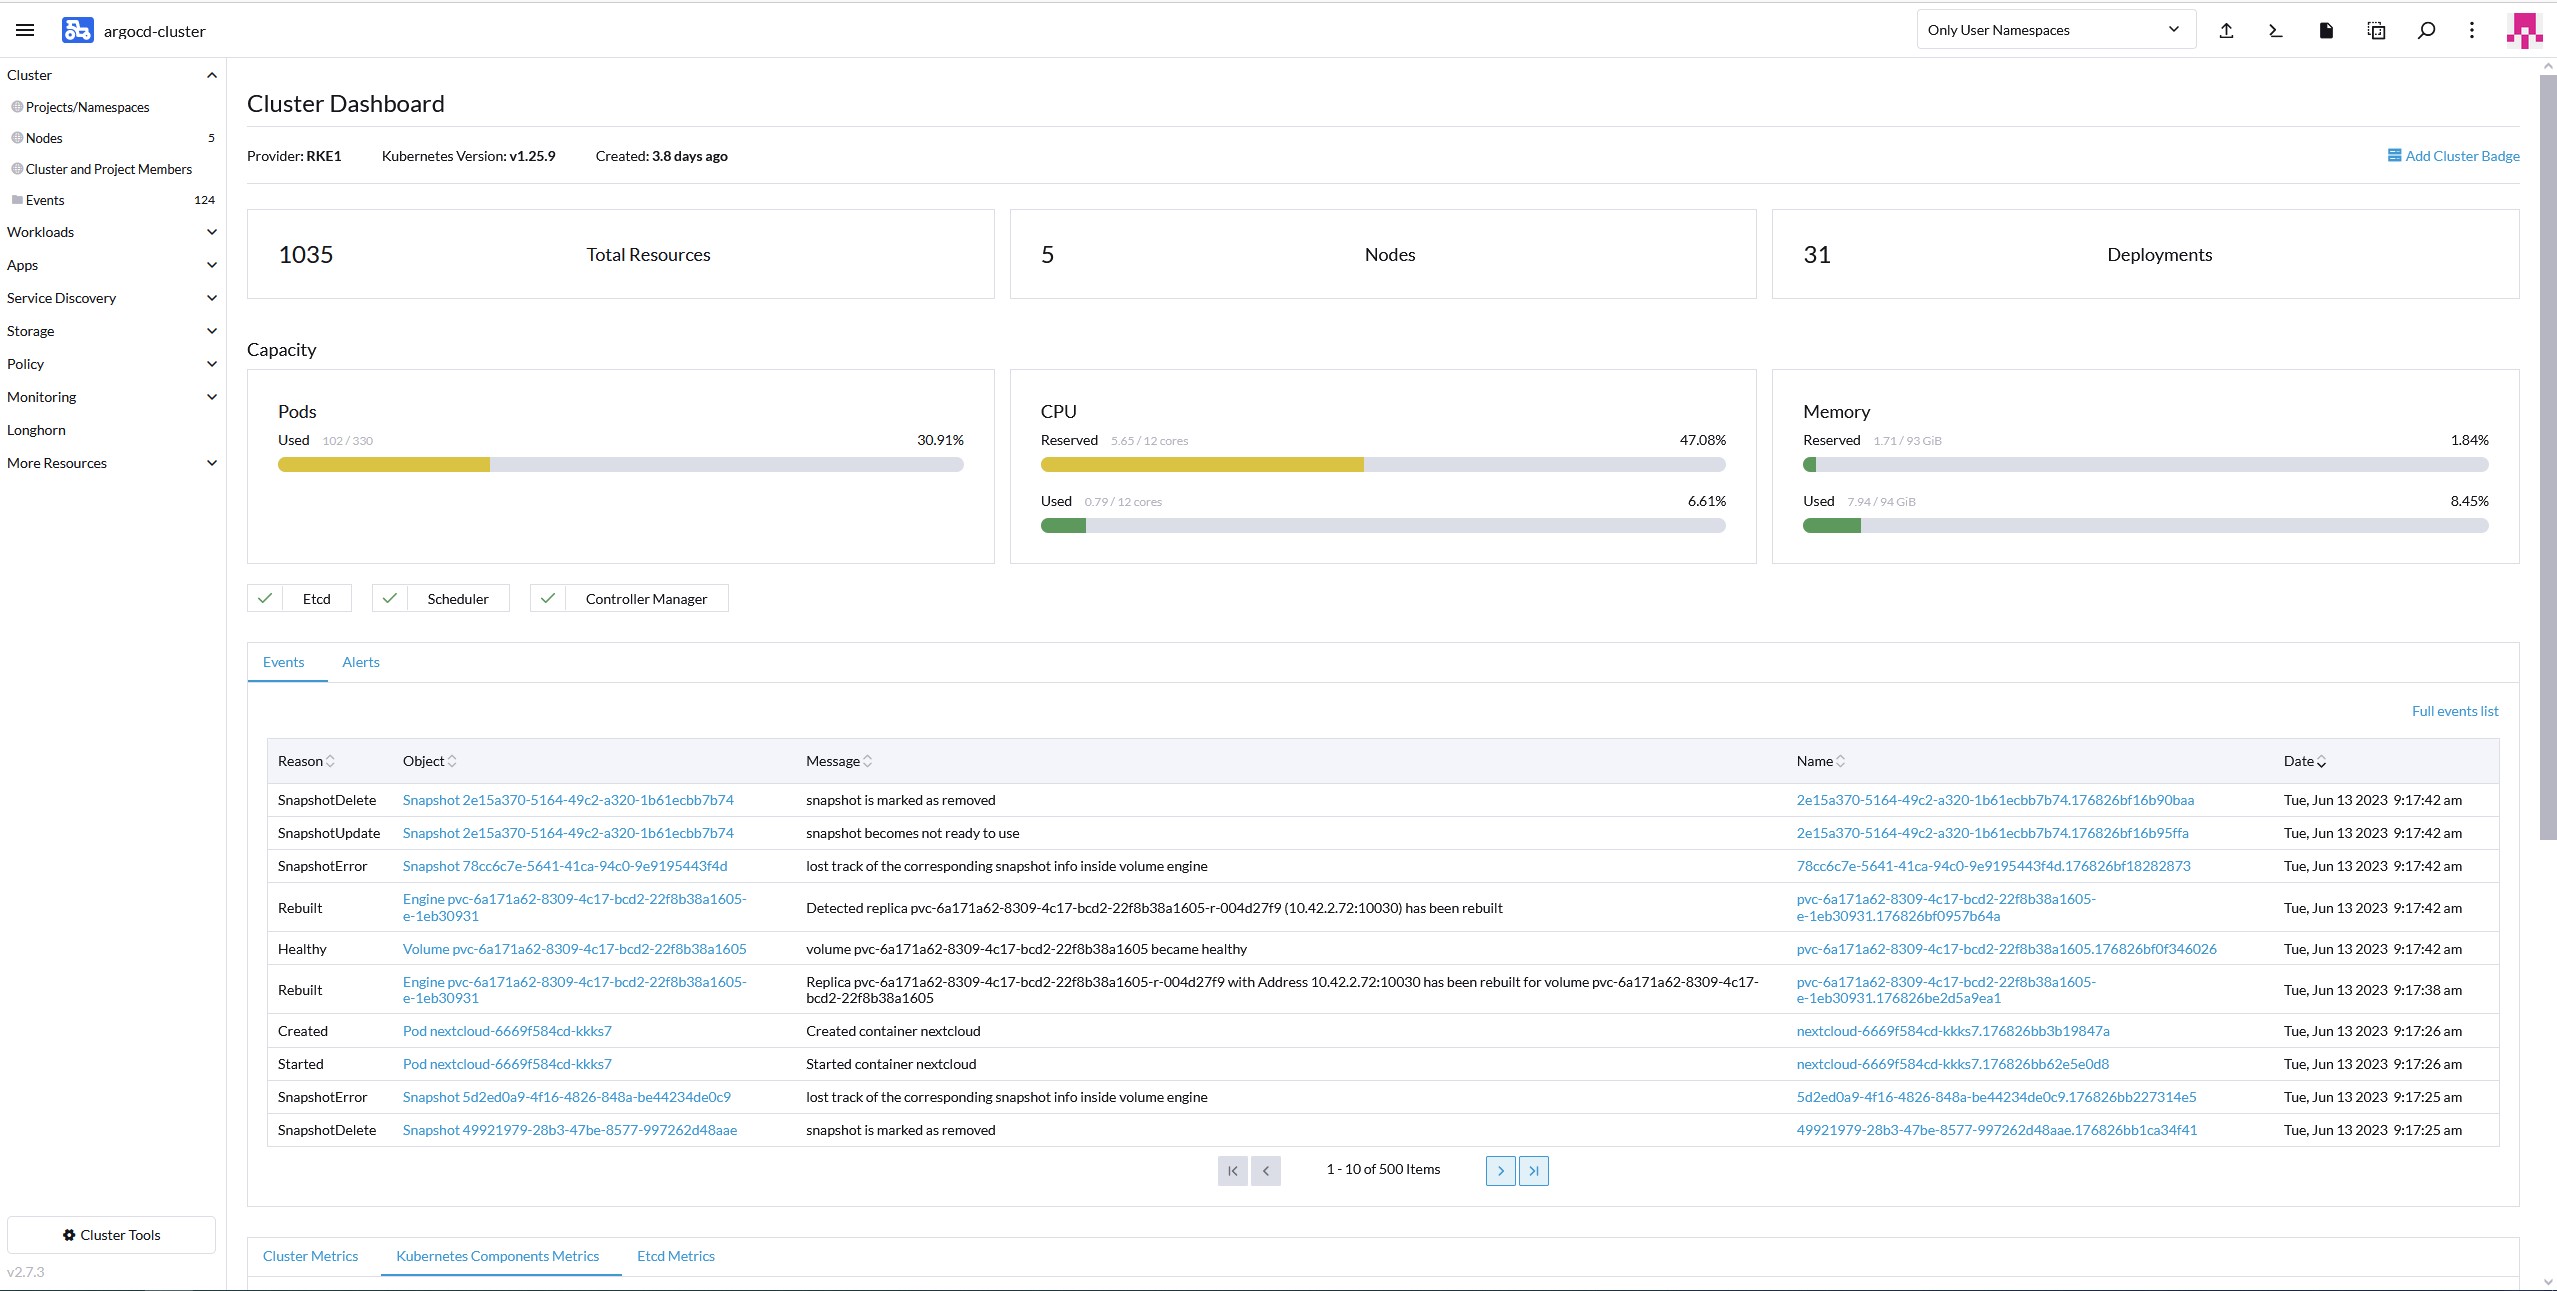 argocd-cluster
Only User Namespaces
Cluster
Projects/Namespaces
Nodes 5
Cluster and Project Members
Events 124
Workloads
Apps
Service Discovery
Storage
Policy
Monitoring
Longhorn
More Resources
Cluster Tools
v2.7.3
Cluster Dashboard
Provider: RKE1 Kubernetes Version: v1.25.9 Created: 3.8 days ago Add Cluster Badge
1035 Total Resources 5 Nodes 31 Deployments
Capacity
Pods
Used 102 / 330 30.91%
CPU
Reserved 5.65 / 12 cores 47.08%
Used 0.79 / 12 cores 6.61%
Memory
Reserved 1.71 / 93 GiB 1.84%
Used 7.94 / 94 GiB 8.45%
Etcd Scheduler Controller Manager
Events Alerts
Full events list
Reason Object Message Name Date
SnapshotDelete Snapshot 2e15a370-5164-49c2-a320-1b61ecbb7b74 snapshot is marked as removed 2e15a370-5164-49c2-a320-1b61ecbb7b74.176826bf16b90baa Tue, Jun 13 2023 9:17:42 am
SnapshotUpdate Snapshot 2e15a370-5164-49c2-a320-1b61ecbb7b74 snapshot becomes not ready to use 2e15a370-5164-49c2-a320-1b61ecbb7b74.176826bf16b95ffa Tue, Jun 13 2023 9:17:42 am
SnapshotError Snapshot 78cc6c7e-5641-41ca-94c0-9e9195443f4d lost track of the corresponding snapshot info inside volume engine 78cc6c7e-5641-41ca-94c0-9e9195443f4d.176826bf18282873 Tue, Jun 13 2023 9:17:42 am
Rebuilt Engine pvc-6a171a62-8309-4c17-bcd2-22f8b38a1605-
e-1eb30931 Detected replica pvc-6a171a62-8309-4c17-bcd2-22f8b38a1605-r-004d27f9 (10.42.2.72:10030) has been rebuilt pvc-6a171a62-8309-4c17-bcd2-22f8b38a1605-
e-1eb30931.176826bf0957b64a Tue, Jun 13 2023 9:17:42 am
Healthy Volume pvc-6a171a62-8309-4c17-bcd2-22f8b38a1605 volume pvc-6a171a62-8309-4c17-bcd2-22f8b38a1605 became healthy pvc-6a171a62-8309-4c17-bcd2-22f8b38a1605.176826bf0f346026 Tue, Jun 13 2023 9:17:42 am
Rebuilt Engine pvc-6a171a62-8309-4c17-bcd2-22f8b38a1605-
e-1eb30931 Replica pvc-6a171a62-8309-4c17-bcd2-22f8b38a1605-r-004d27f9 with Address 10.42.2.72:10030 has been rebuilt for volume pvc-6a171a62-8309-4c17-
bcd2-22f8b38a1605 pvc-6a171a62-8309-4c17-bcd2-22f8b38a1605-
e-1eb30931.176826be2d5a9ea1 Tue, Jun 13 2023 9:17:38 am
Created Pod nextcloud-6669f584cd-kkks7 Created container nextcloud nextcloud-6669f584cd-kkks7.176826bb3b19847a Tue, Jun 13 2023 9:17:26 am
Started Pod nextcloud-6669f584cd-kkks7 Started container nextcloud nextcloud-6669f584cd-kkks7.176826bb62e5e0d8 Tue, Jun 13 2023 9:17:26 am
SnapshotError Snapshot 5d2ed0a9-4f16-4826-848a-be44234de0c9 lost track of the corresponding snapshot info inside volume engine 5d2ed0a9-4f16-4826-848a-be44234de0c9.176826bb227314e5 Tue, Jun 13 2023 9:17:25 am
SnapshotDelete Snapshot 49921979-28b3-47be-8577-997262d48aae snapshot is marked as removed 49921979-28b3-47be-8577-997262d48aae.176826bb1ca34f41 Tue, Jun 13 2023 9:17:25 am
1 - 10 of 500 Items
Cluster Metrics Kubernetes Components Metrics Etcd Metrics